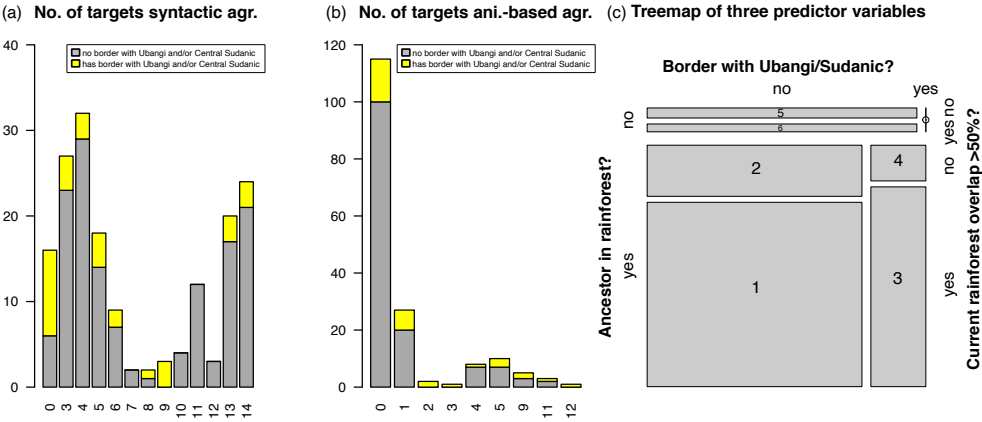 (a) No. of targets syntactic agr.
no border with Ubangi and/or Central Sudanic
has border with Ubangi and/or Central Sudanic
40
30
20
10
0
0 3 4 5 6 7 8 9 10 11 12 13 14
(b) No. of targets ani.-based agr.
no border with Ubangi and/or Central Sudanic
has border with Ubangi and/or Central Sudanic
120
100
80
60
40
20
0
0 1 2 3 4 5 9 11 12
(c) Treemap of three predictor variables
Border with Ubangi/Sudanic?
no yes
Ancestor in rainforest?
no
yes
5
6
2
4
1
3
no
yes
no
yes
Current rainforest overlap >50%?